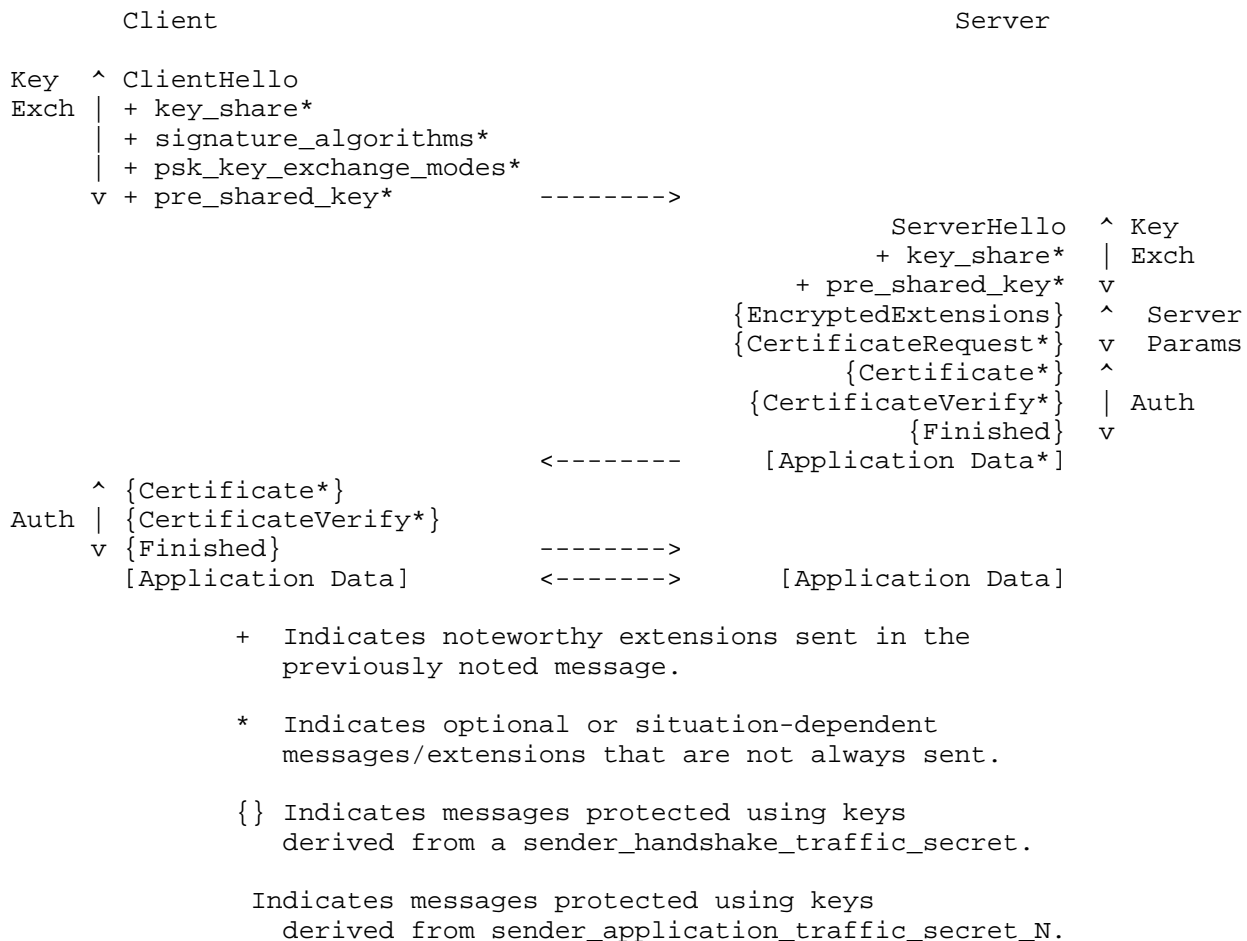 Client                                           Server

Key  ^ ClientHello
Exch | + key_share*
     | + signature_algorithms*
     | + psk_key_exchange_modes*
     v + pre_shared_key*       -------->
                                                  ServerHello  ^ Key
                                                 + key_share*  | Exch
                                            + pre_shared_key*  v
                                        {EncryptedExtensions}  ^  Server
                                        {CertificateRequest*}  v  Params
                                               {Certificate*}  ^
                                         {CertificateVerify*}  | Auth
                                                   {Finished}  v
                               <--------  [Application Data*]
     ^ {Certificate*}
Auth | {CertificateVerify*}
     v {Finished}              -------->
       [Application Data]      <------->  [Application Data]

              +  Indicates noteworthy extensions sent in the
                 previously noted message.

              *  Indicates optional or situation-dependent
                 messages/extensions that are not always sent.

              {} Indicates messages protected using keys
                 derived from a sender_handshake_traffic_secret.

               Indicates messages protected using keys
                 derived from sender_application_traffic_secret_N.